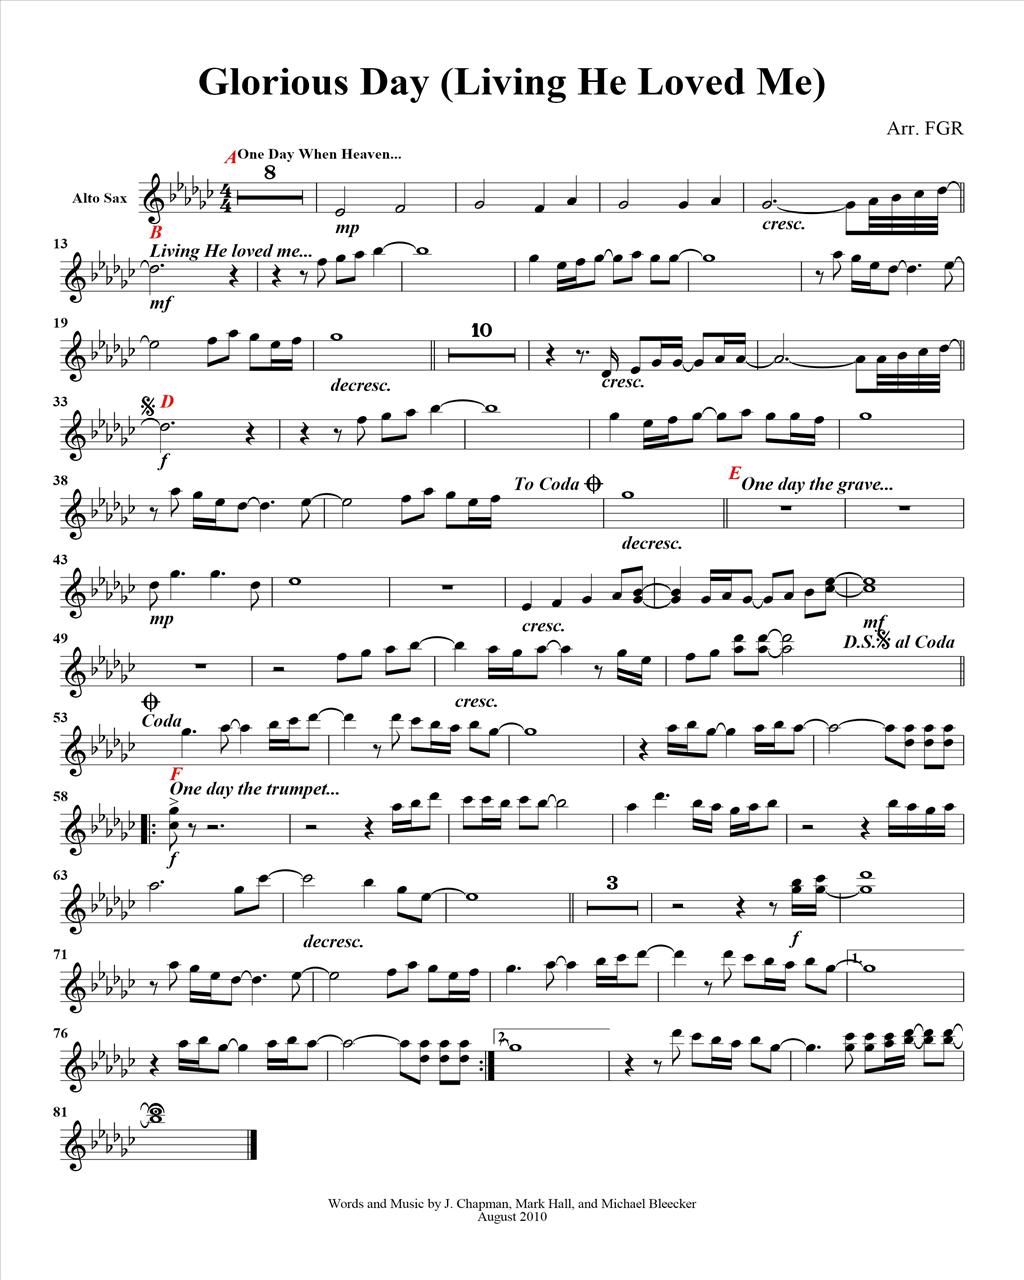 Glorious Day (Living He Loved Me)
Arr. FGR
A One Day When Heaven...
8
Alto Sax
mp
cresc.
B
13 Living He loved me...
mf
19
10
decresc.
cresc.
33 D
f
38 To Coda
E One day the grave...
decresc.
43
mp
cresc.
mf
49
D.S. al Coda
cresc.
53 Coda
F
58 One day the trumpet...
f
63
3
decresc.
f
71
1.
76
2.
81
Words and Music by J. Chapman, Mark Hall, and Michael Bleecker
August 2010